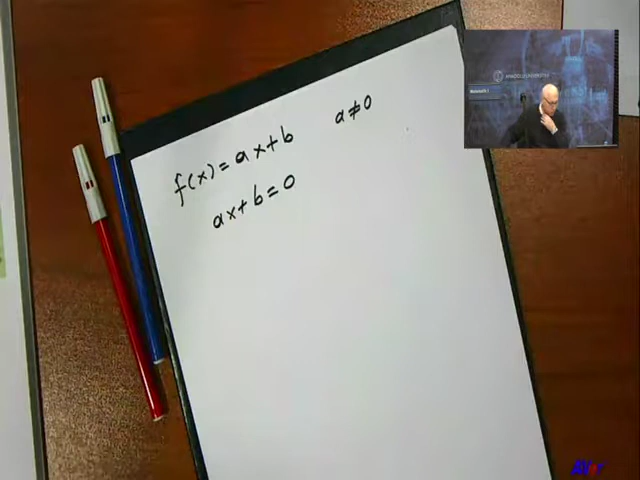 f(x) = ax+b a≠0
ax+b=0